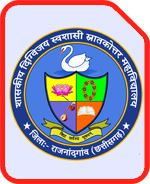 शासकीय दिग्विजय स्वशासी स्नातकोत्तर महाविद्यालय
जिला:- राजनांदगांव (छत्तीसगढ़)